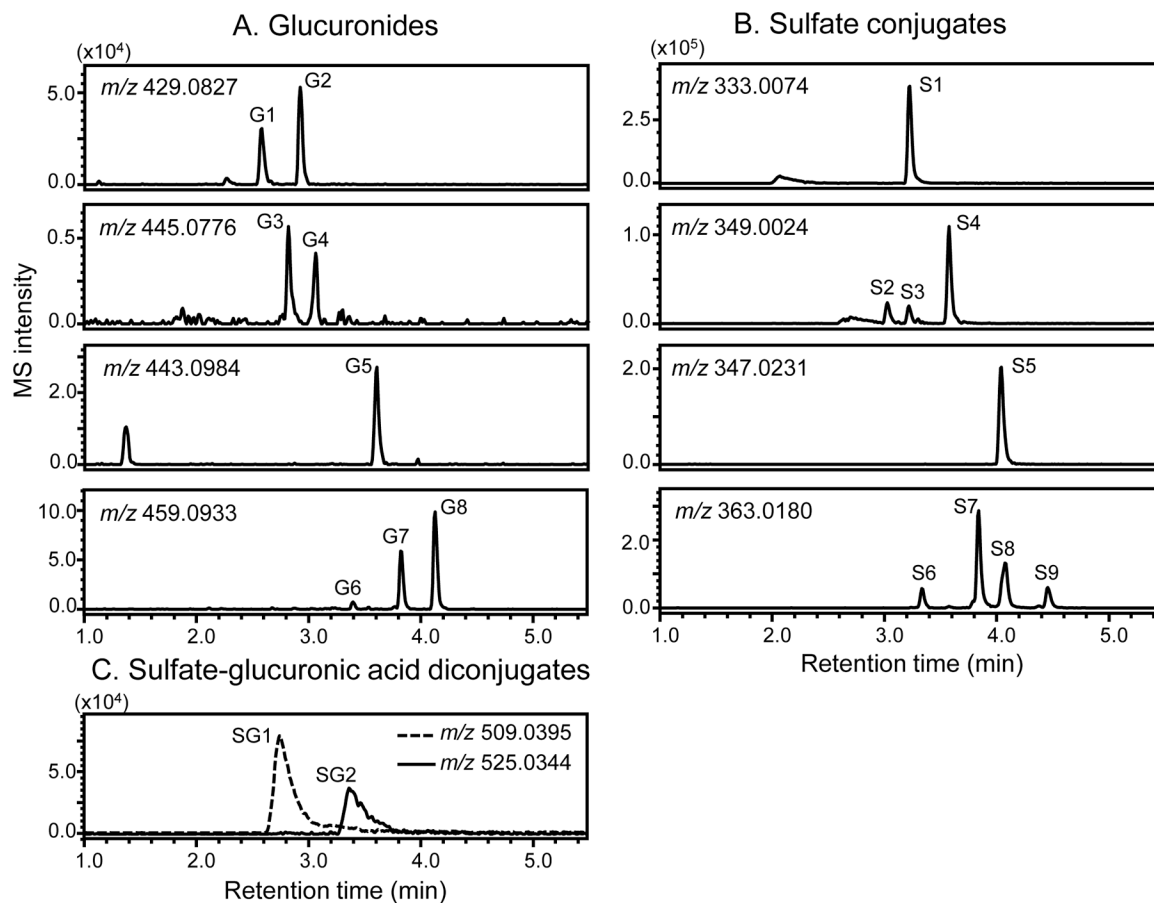 A. Glucuronides
(x10⁴)
m/z 429.0827
G1
G2
5.0
0.0
m/z 445.0776
G3
G4
0.5
0.0
m/z 443.0984
G5
2.0
0.0
m/z 459.0933
G6
G7
G8
10.0
5.0
0.0
1.0 2.0 3.0 4.0 5.0
MS intensity
B. Sulfate conjugates
(x10⁵)
m/z 333.0074
S1
2.5
0.0
m/z 349.0024
S2
S3
S4
1.0
0.0
m/z 347.0231
S5
2.0
0.0
m/z 363.0180
S6
S7
S8
S9
2.0
0.0
1.0 2.0 3.0 4.0 5.0
Retention time (min)
C. Sulfate-glucuronic acid diconjugates
(x10⁴)
SG1
SG2
m/z 509.0395
m/z 525.0344
5.0
0.0
1.0 2.0 3.0 4.0 5.0
Retention time (min)